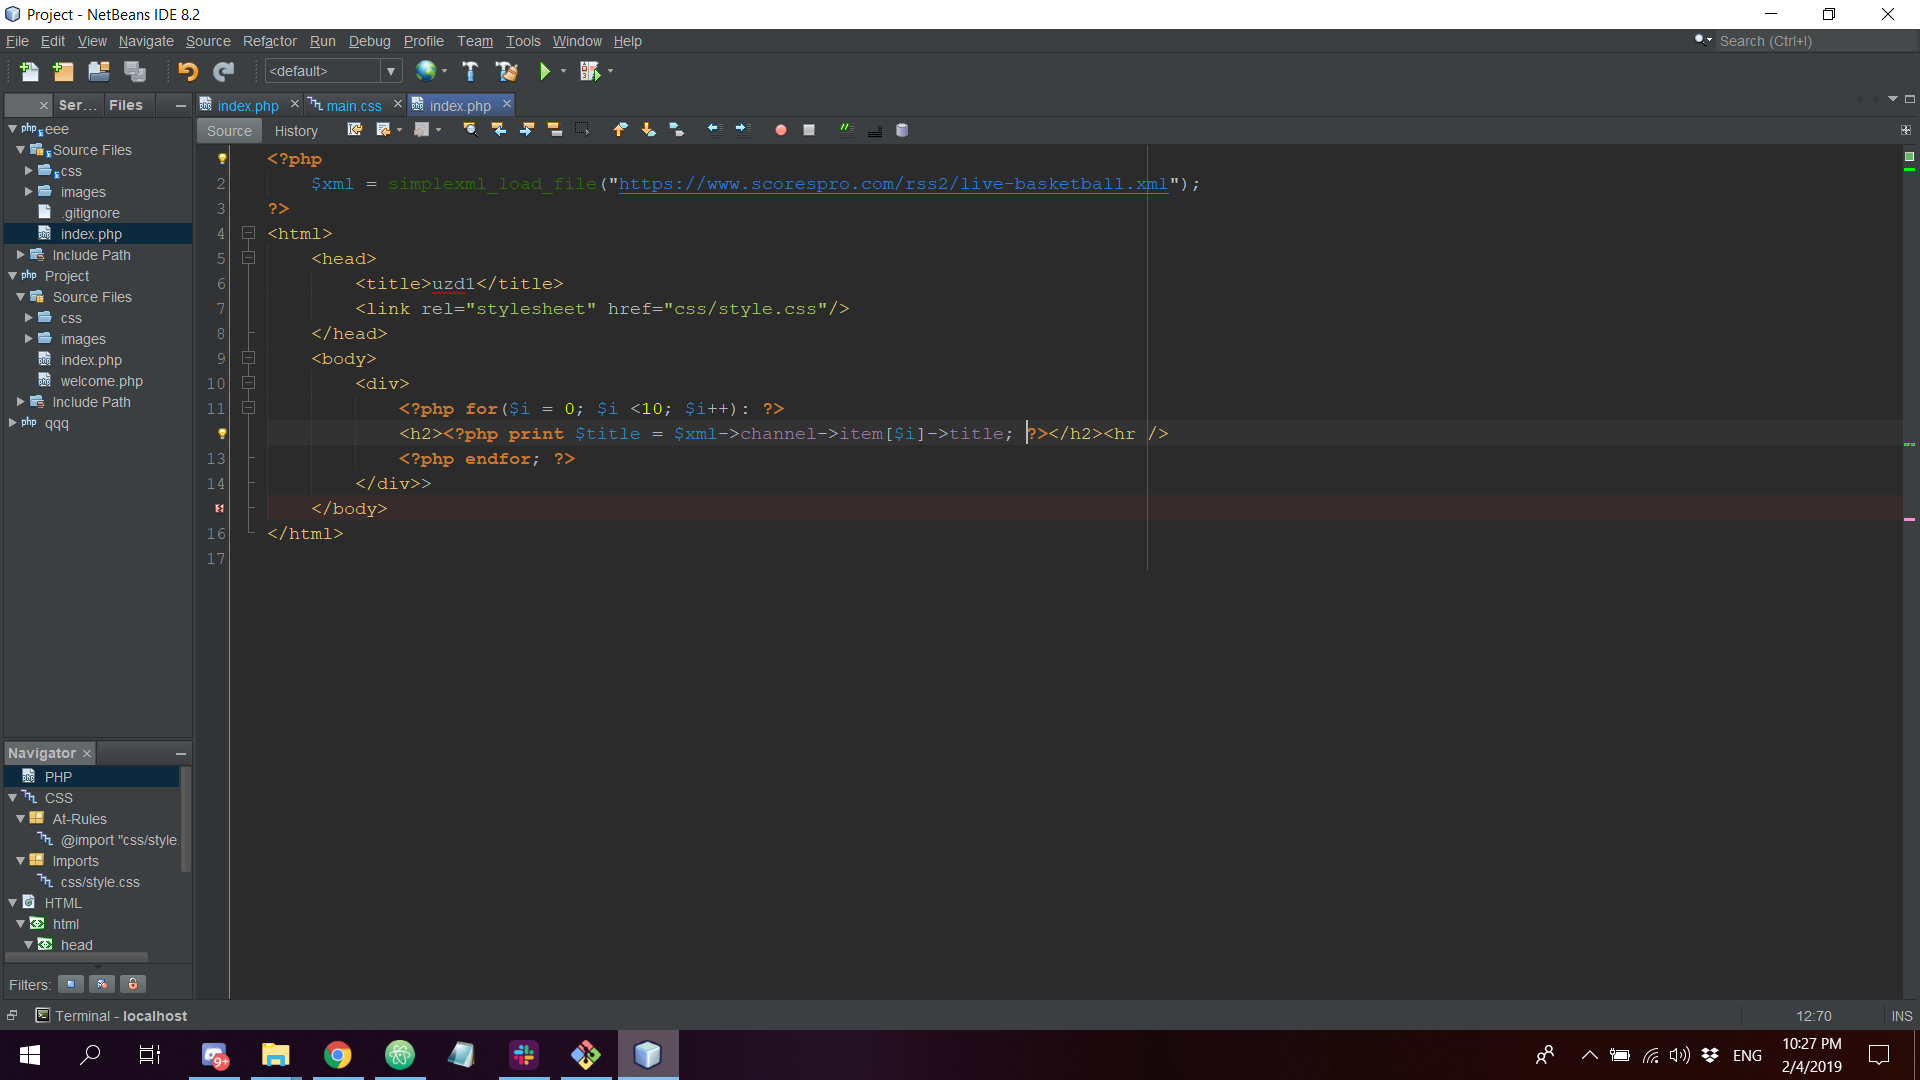 Project - NetBeans IDE 8.2
File Edit View Navigate Source Refactor Run Debug Profile Team Tools Window Help
Search (Ctrl+I)
<default>
Ser... Files
index.php main.css index.php
Source History
php eee
Source Files
css
images
.gitignore
index.php
Include Path
php Project
Source Files
css
images
index.php
welcome.php
Include Path
php qqq
<?php
2 $xml = simplexml_load_file("https://www.scorespro.com/rss2/live-basketball.xml");
3 ?>
4 <html>
5 <head>
6 <title>uzd1</title>
7 <link rel="stylesheet" href="css/style.css"/>
8 </head>
9 <body>
10 <div>
11 <?php for($i = 0; $i <10; $i++): ?>
<h2><?php print $title = $xml->channel->item[$i]->title; ?></h2><hr />
13 <?php endfor; ?>
14 </div>>
</body>
16 </html>
17
Navigator
PHP
CSS
At-Rules
@import "css/style.
Imports
css/style.css
HTML
html
head
Filters:
Terminal - localhost
12:70 INS
9+
ENG
10:27 PM
2/4/2019